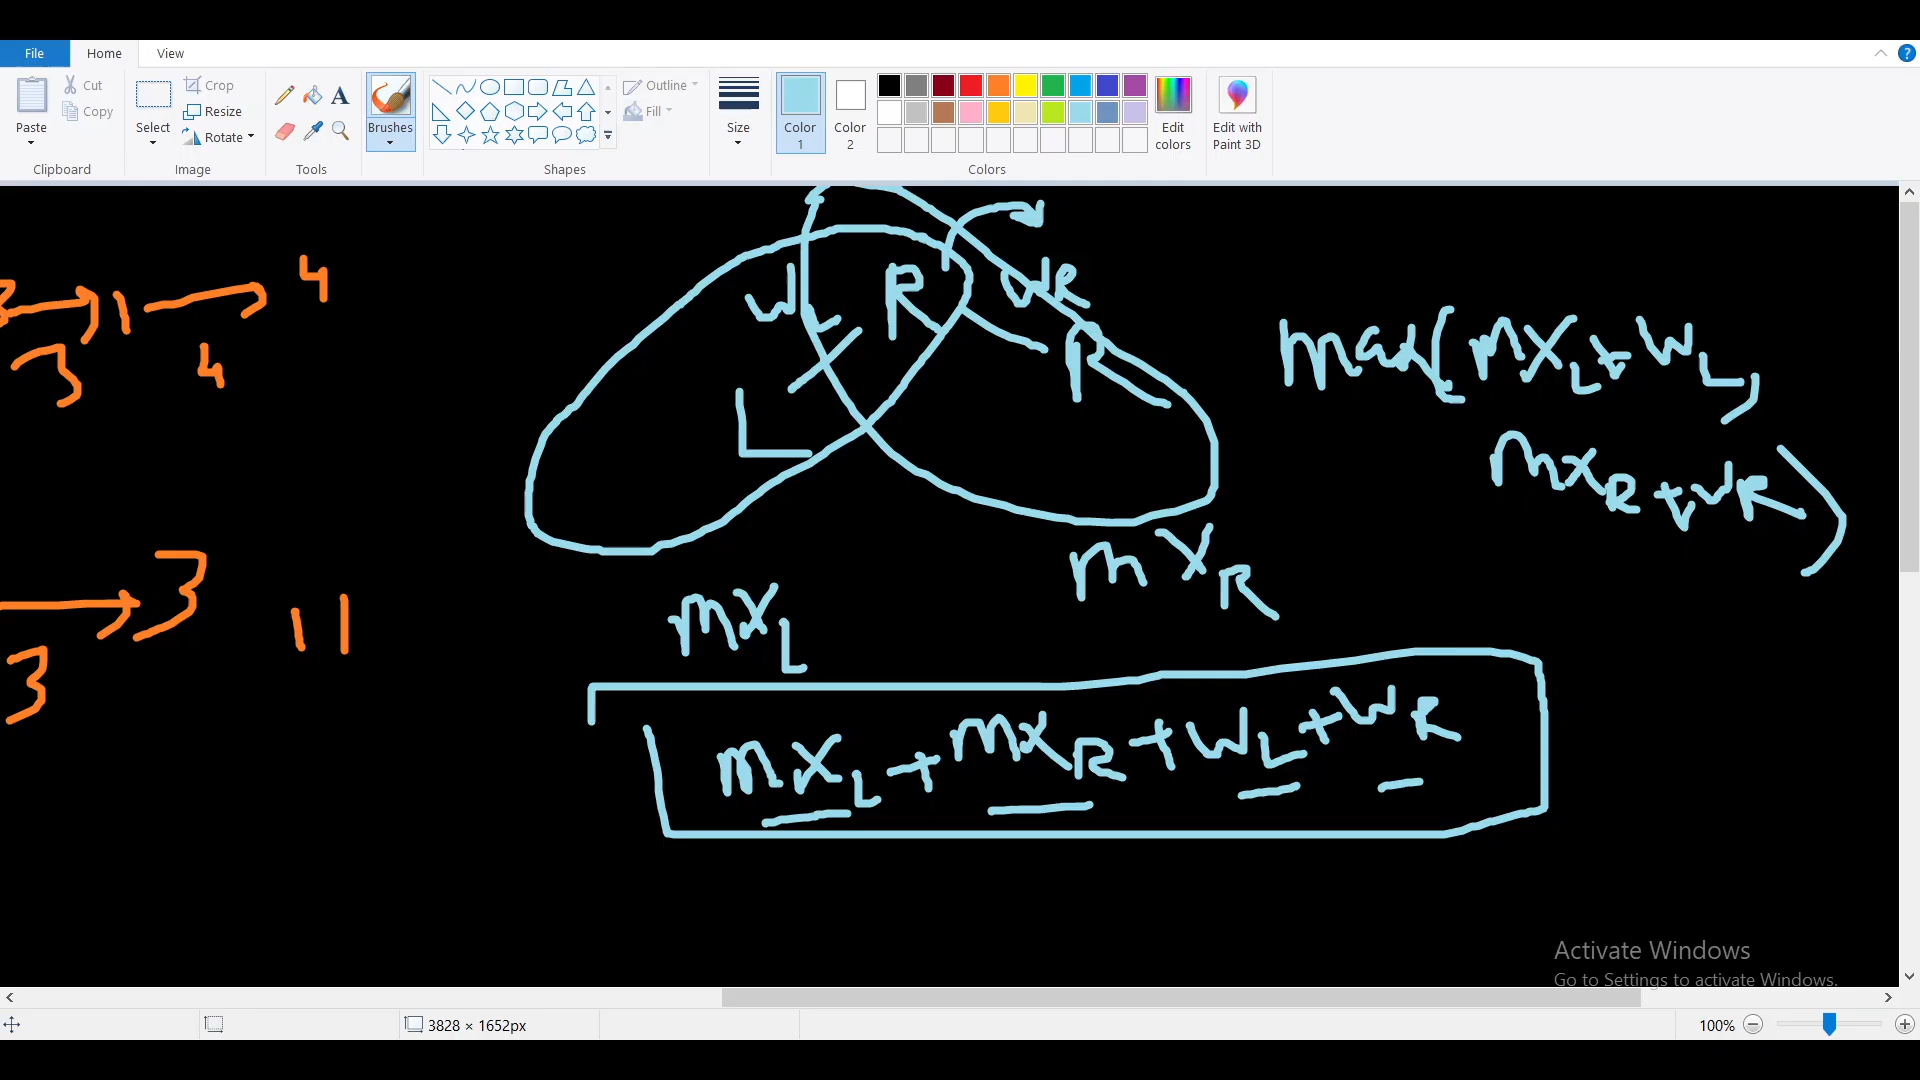 File Home View
Paste Cut Copy Clipboard
Select Crop Resize Rotate Image
Tools
Brushes
Outline Fill Shapes
Size
Color 1 Color 2 Edit colors Colors
Edit with Paint 3D
4
1
3 4
WL R WR
L R
max(mxL+WL,
mxR+WR)
3 11
3
mxL
mxR
mxL+mxR+WL+WR
Activate Windows
Go to Settings to activate Windows.
3828 × 1652px 100%